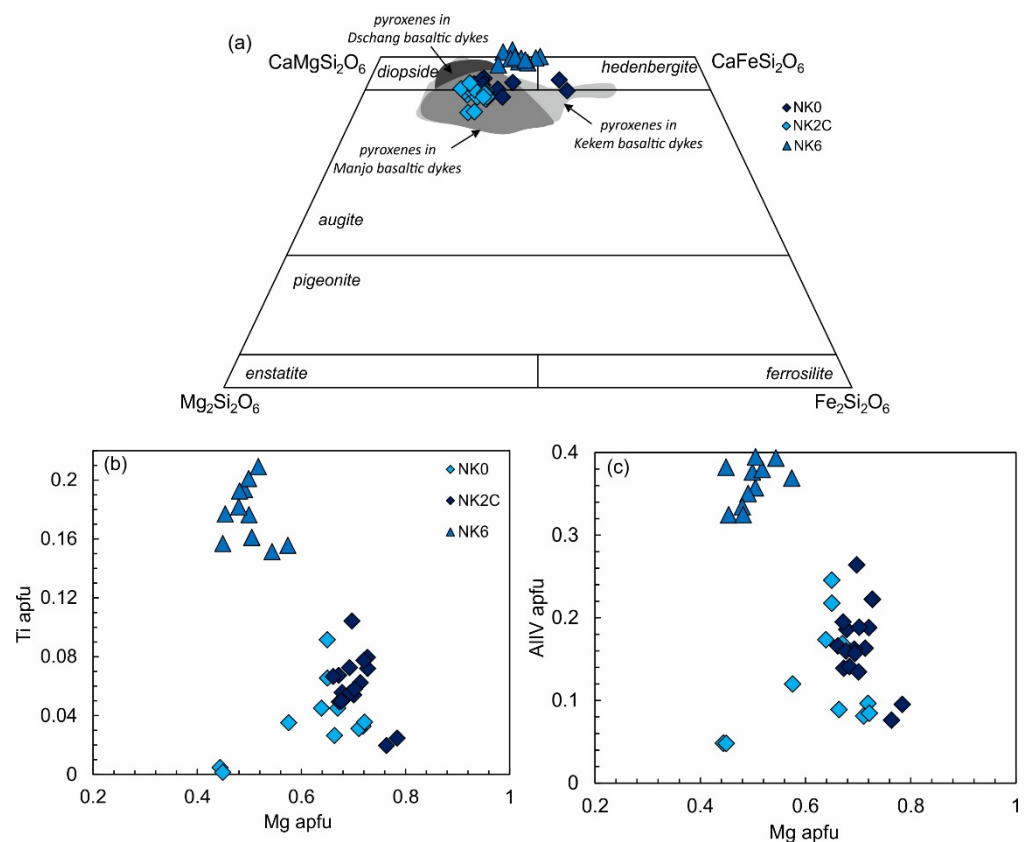 (a)
pyroxenes in
Dschang basaltic dykes
CaMgSi₂O₆
diopside
hedenbergite
CaFeSi₂O₆
NK0
NK2C
NK6
pyroxenes in
Kekem basaltic dykes
pyroxenes in
Manjo basaltic dykes
augite
pigeonite
enstatite
ferrosilite
Mg₂Si₂O₆
Fe₂Si₂O₆
(b)
NK0
NK2C
NK6
0.2
0.16
0.12
0.08
0.04
0
Ti apfu
0.2
0.4
0.6
0.8
1
Mg apfu
(c)
0.4
0.3
0.2
0.1
0
AlIV apfu
0.2
0.4
0.6
0.8
1
Mg apfu